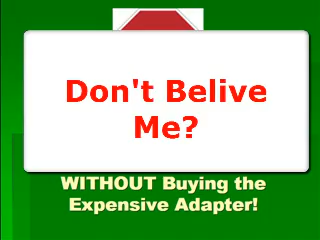 Don't Belive
Me?
WITHOUT Buying the
Expensive Adapter!